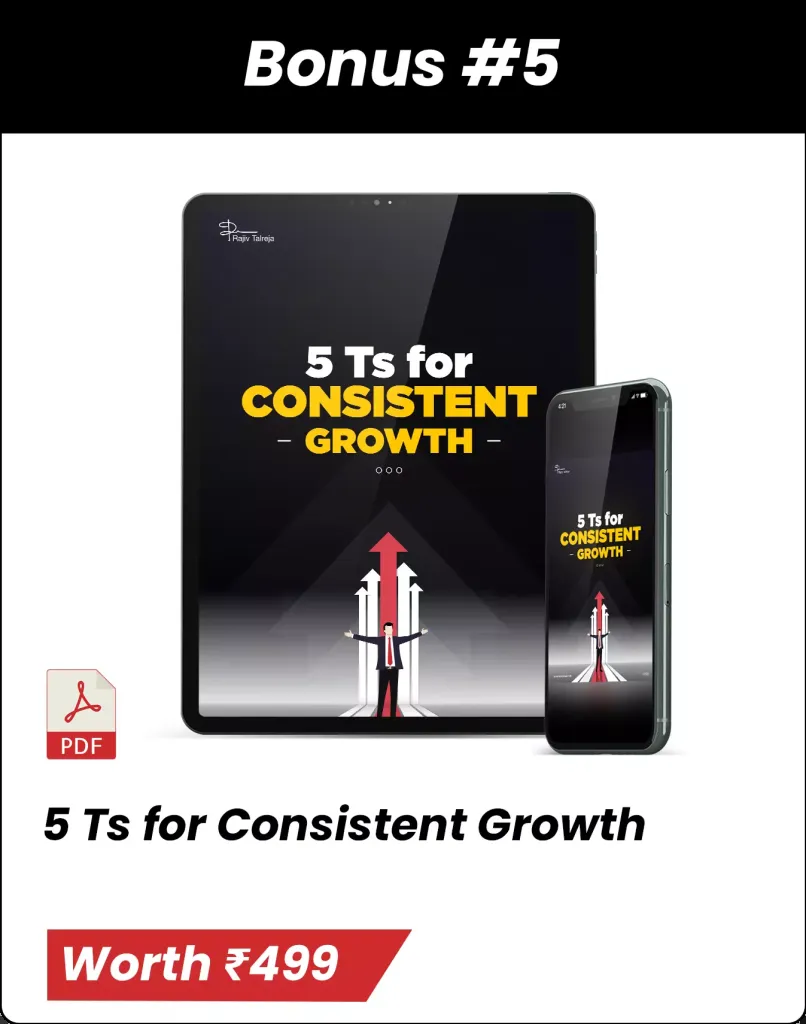 Bonus #5
Rajiv Talreja
5 Ts for
CONSISTENT
– GROWTH –
4:21
5 Ts for
CONSISTENT
– GROWTH –
PDF
5 Ts for Consistent Growth
Worth ₹499